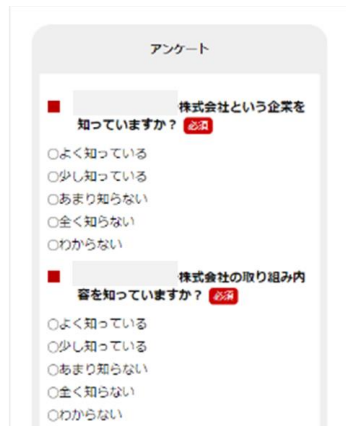 アンケート
株式会社という企業を
知っていますか？ 必須
○よく知っている
○少し知っている
○あまり知らない
○全く知らない
○わからない
株式会社の取り組み内
容を知っていますか？ 必須
○よく知っている
○少し知っている
○あまり知らない
○全く知らない
○わからない